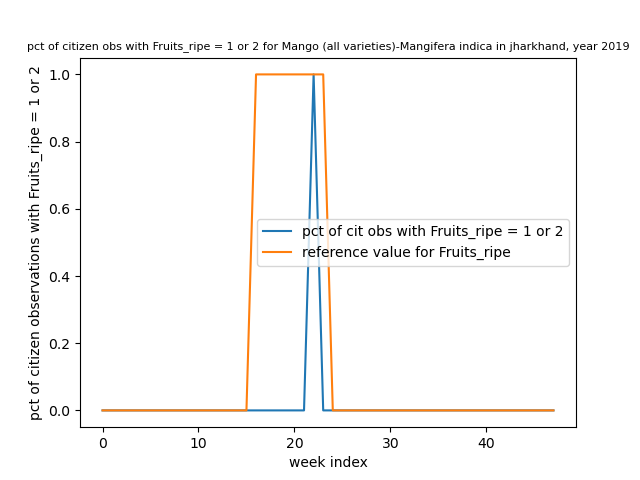 pct of citizen obs with Fruits_ripe = 1 or 2 for Mango (all varieties)-Mangifera indica in jharkhand, year 2019
pct of citizen observations with Fruits_ripe = 1 or 2
1.0
0.8
0.6
0.4
0.2
0.0
pct of cit obs with Fruits_ripe = 1 or 2
reference value for Fruits_ripe
0 10 20 30 40
week index